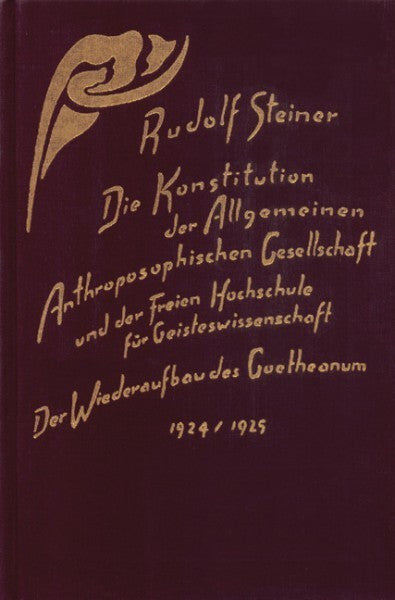 Rudolf Steiner
Die Konstitution
der Allgemeinen
Anthroposophischen Gesellschaft
und der Freien Hochschule
für Geisteswissenschaft
Der Wiederaufbau des Goetheanum
1924/1925